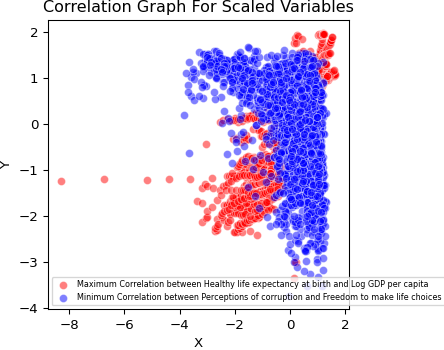 Correlation Graph For Scaled Variables
2
1
0
−1
−2
−3
−4
Y
Maximum Correlation between Healthy life expectancy at birth and Log GDP per capita
Minimum Correlation between Perceptions of corruption and Freedom to make life choices
−8 −6 −4 −2 0 2
X